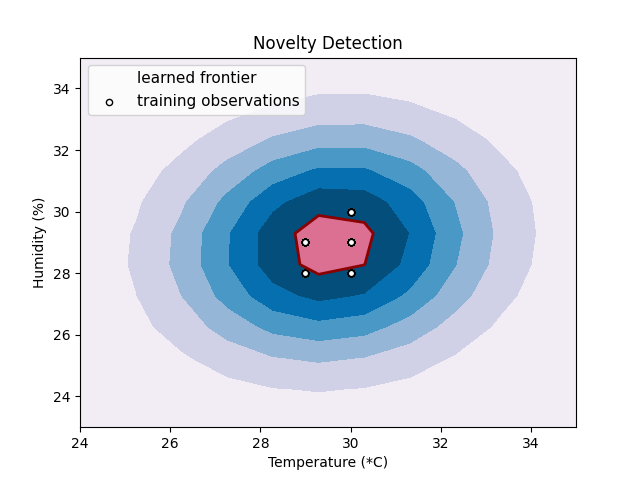 Novelty Detection
learned frontier
training observations
34
32
30
28
26
24
Humidity (%)
24
26
28
30
32
34
Temperature (*C)